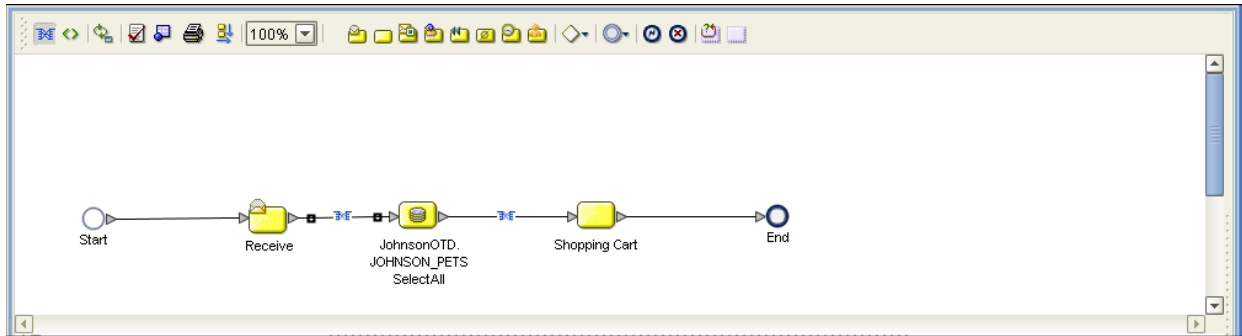 100%
Start
Receive
JohnsonOTD.
JOHNSON_PETS
SelectAll
Shopping Cart
End